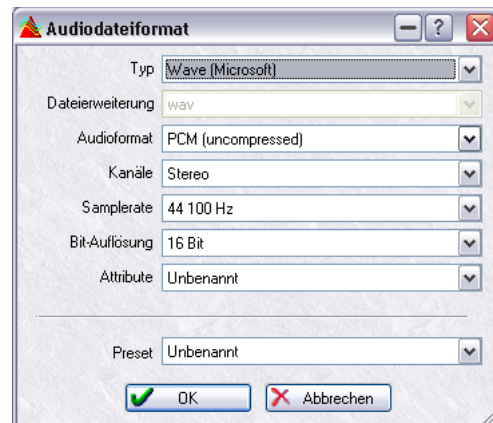 Audiodateiformat
Typ Wave (Microsoft)
Dateierweiterung wav
Audioformat PCM (uncompressed)
Kanäle Stereo
Samplerate 44 100 Hz
Bit-Auflösung 16 Bit
Attribute Unbenannt
Preset Unbenannt
OK Abbrechen